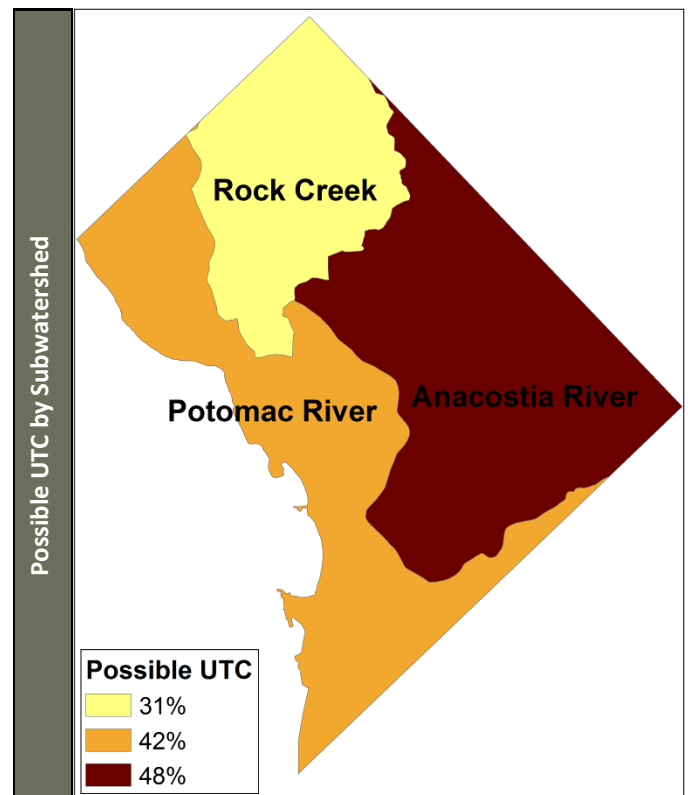 Possible UTC by Subwatershed
Rock Creek
Potomac River
Anacostia River
Possible UTC
31%
42%
48%